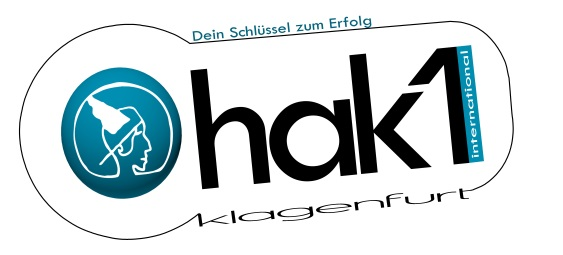 Dein Schlüssel zum Erfolg
hak1
international
klagenfurt